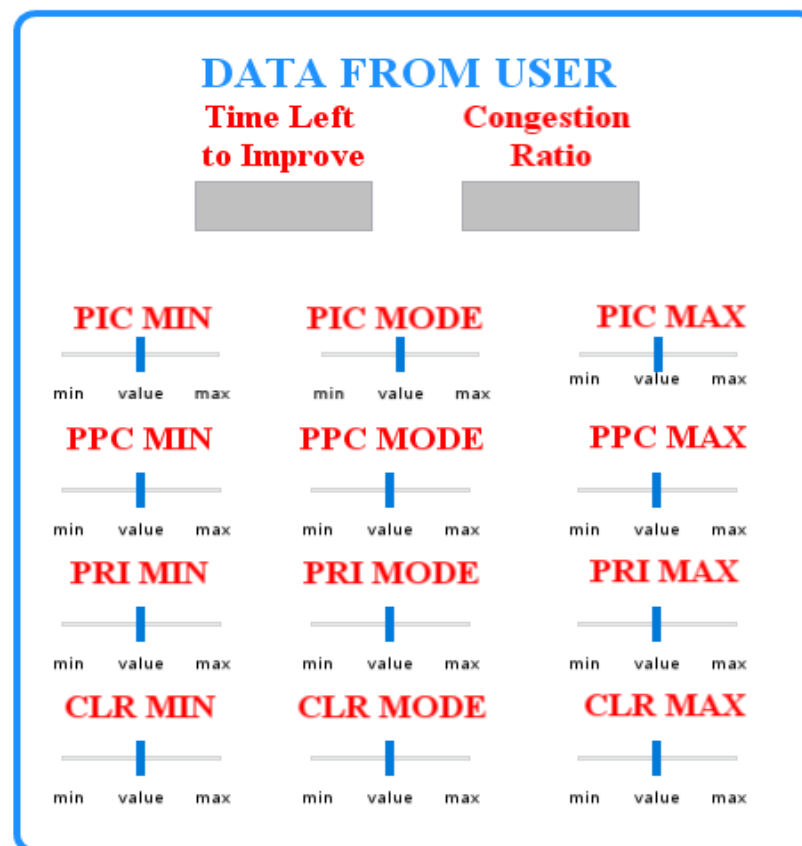 DATA FROM USER
Time Left
to Improve
Congestion
Ratio
PIC MIN PIC MODE PIC MAX
min value max min value max min value max
PPC MIN PPC MODE PPC MAX
min value max min value max min value max
PRI MIN PRI MODE PRI MAX
min value max min value max min value max
CLR MIN CLR MODE CLR MAX
min value max min value max min value max